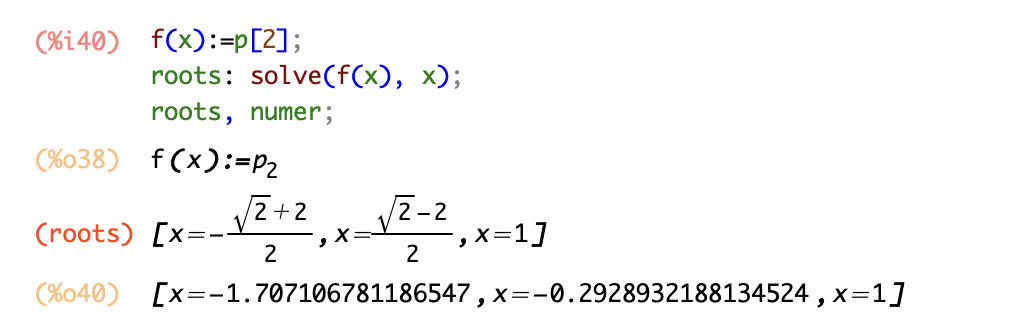 (%i40) f(x):=p[2];
roots: solve(f(x), x);
roots, numer;
(%o38) f(x):=p₂
(roots) [x=-(√2+2)/2,x=(√2-2)/2,x=1]
(%o40) [x=-1.707106781186547,x=-0.2928932188134524,x=1]